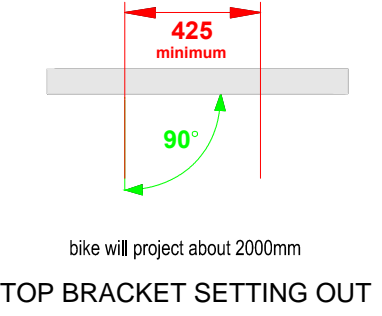 425
minimum
90°
bike will project about 2000mm
TOP BRACKET SETTING OUT